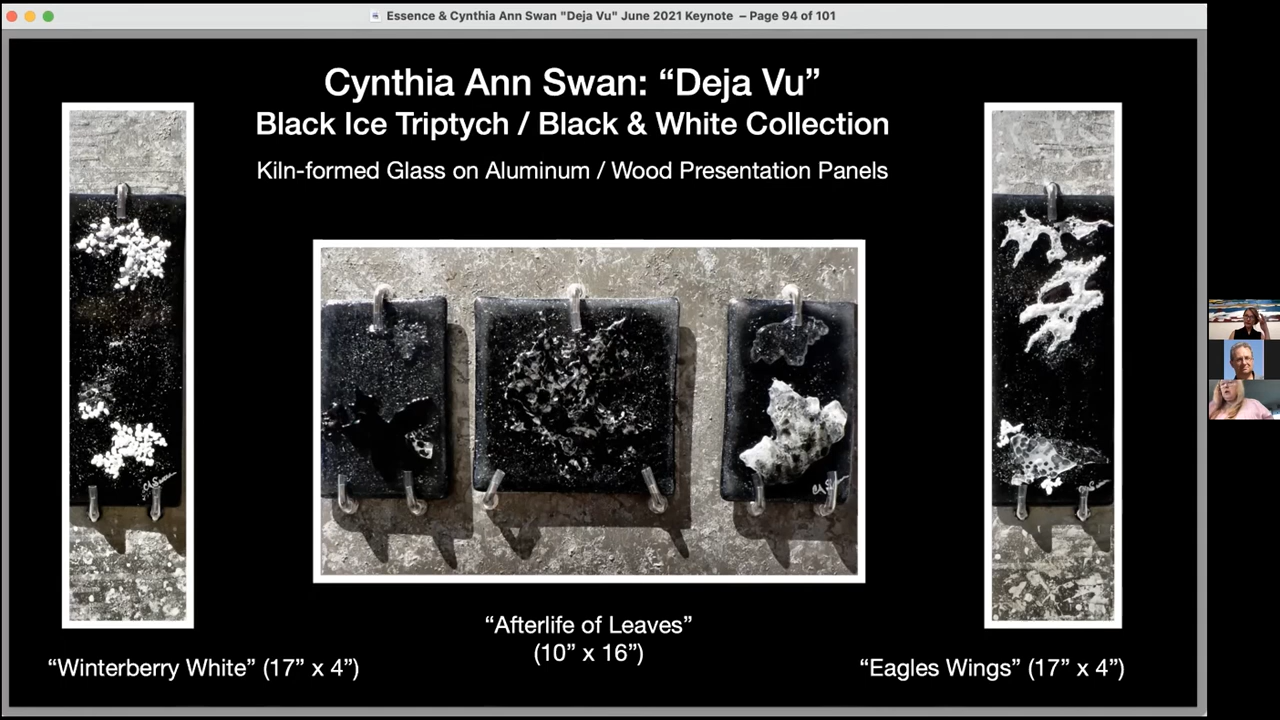 Essence & Cynthia Ann Swan "Deja Vu" June 2021 Keynote – Page 94 of 101
Cynthia Ann Swan: “Deja Vu”
Black Ice Triptych / Black & White Collection
Kiln-formed Glass on Aluminum / Wood Presentation Panels
“Afterlife of Leaves”
(10” x 16”)
“Winterberry White” (17” x 4”)
“Eagles Wings” (17” x 4”)